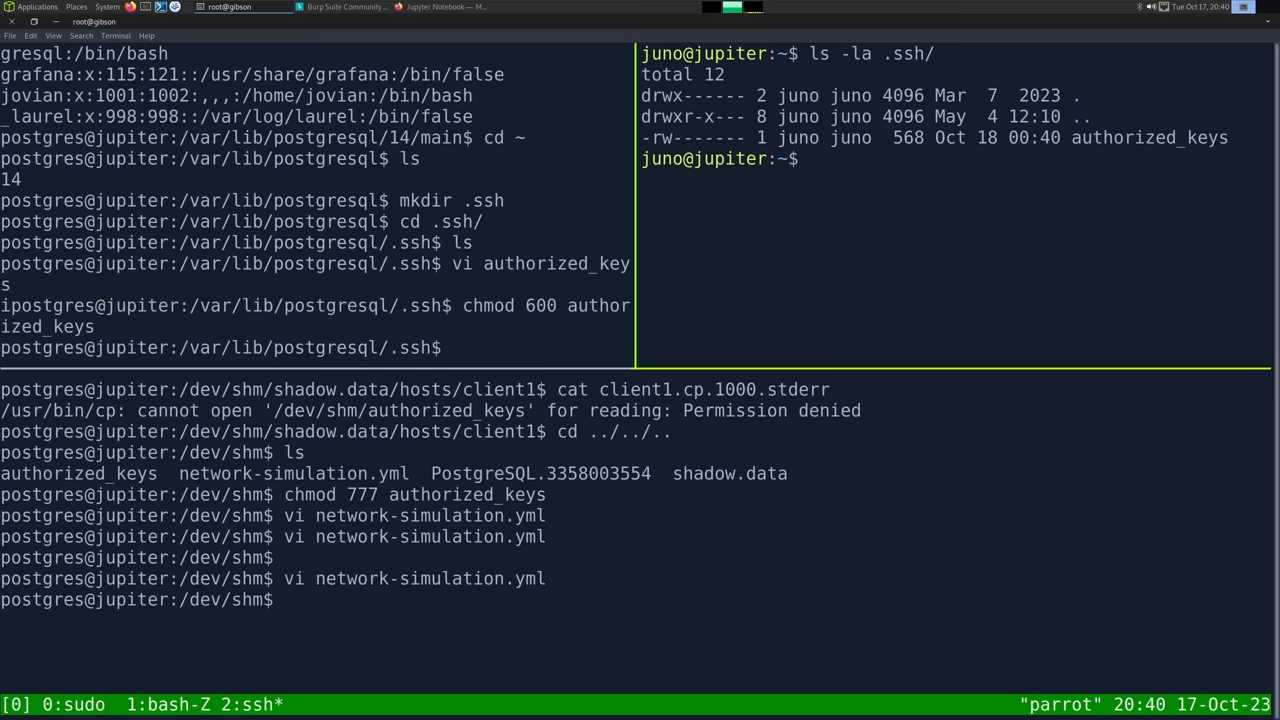 Applications Places System root@gibson Burp Suite Community ... Jupyter Notebook — M... Tue Oct 17, 20:40
root@gibson
File Edit View Search Terminal Help
gresql:/bin/bash
grafana:x:115:121::/usr/share/grafana:/bin/false
jovian:x:1001:1002:,,,:/home/jovian:/bin/bash
_laurel:x:998:998::/var/log/laurel:/bin/false
postgres@jupiter:/var/lib/postgresql/14/main$ cd ~
postgres@jupiter:/var/lib/postgresql$ ls
14
postgres@jupiter:/var/lib/postgresql$ mkdir .ssh
postgres@jupiter:/var/lib/postgresql$ cd .ssh/
postgres@jupiter:/var/lib/postgresql/.ssh$ ls
postgres@jupiter:/var/lib/postgresql/.ssh$ vi authorized_key
s
ipostgres@jupiter:/var/lib/postgresql/.ssh$ chmod 600 author
ized_keys
postgres@jupiter:/var/lib/postgresql/.ssh$
juno@jupiter:~$ ls -la .ssh/
total 12
drwx------ 2 juno juno 4096 Mar  7  2023 .
drwxr-x--- 8 juno juno 4096 May  4 12:10 ..
-rw------- 1 juno juno  568 Oct 18 00:40 authorized_keys
juno@jupiter:~$
postgres@jupiter:/dev/shm/shadow.data/hosts/client1$ cat client1.cp.1000.stderr
/usr/bin/cp: cannot open '/dev/shm/authorized_keys' for reading: Permission denied
postgres@jupiter:/dev/shm/shadow.data/hosts/client1$ cd ../../..
postgres@jupiter:/dev/shm$ ls
authorized_keys  network-simulation.yml  PostgreSQL.3358003554  shadow.data
postgres@jupiter:/dev/shm$ chmod 777 authorized_keys
postgres@jupiter:/dev/shm$ vi network-simulation.yml
postgres@jupiter:/dev/shm$ vi network-simulation.yml
postgres@jupiter:/dev/shm$
postgres@jupiter:/dev/shm$ vi network-simulation.yml
postgres@jupiter:/dev/shm$
[0] 0:sudo  1:bash-Z 2:ssh* "parrot" 20:40 17-Oct-23